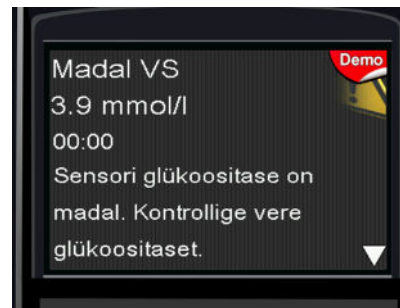 Madal VS
Demo
3.9 mmol/l
00:00
Sensori glükoositase on
madal. Kontrollige vere
glükoositaset.